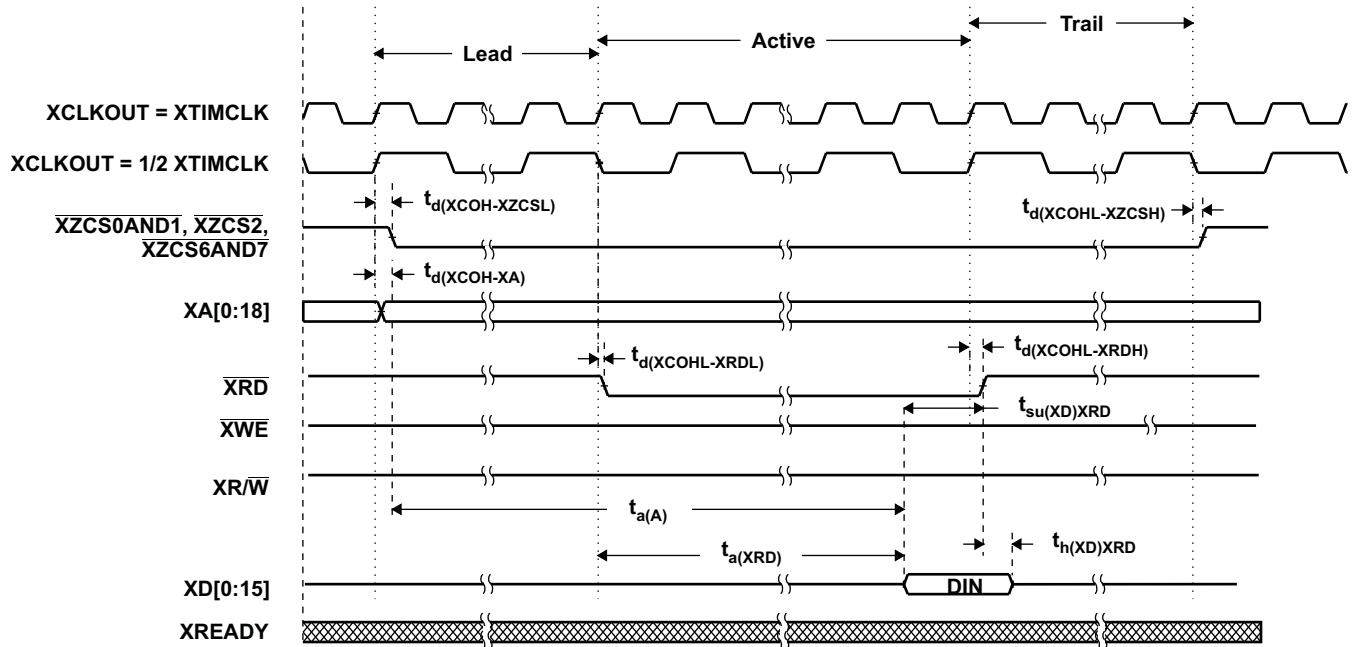 Lead
Active
Trail
XCLKOUT = XTIMCLK
XCLKOUT = 1/2 XTIMCLK
td(XCOH-XZCSL)
td(XCOHL-XZCSH)
XZCS0AND1, XZCS2,
XZCS6AND7
td(XCOH-XA)
XA[0:18]
td(XCOHL-XRDL)
td(XCOHL-XRDH)
XRD
tsu(XD)XRD
XWE
XR/W
ta(A)
ta(XRD)
th(XD)XRD
XD[0:15]
DIN
XREADY